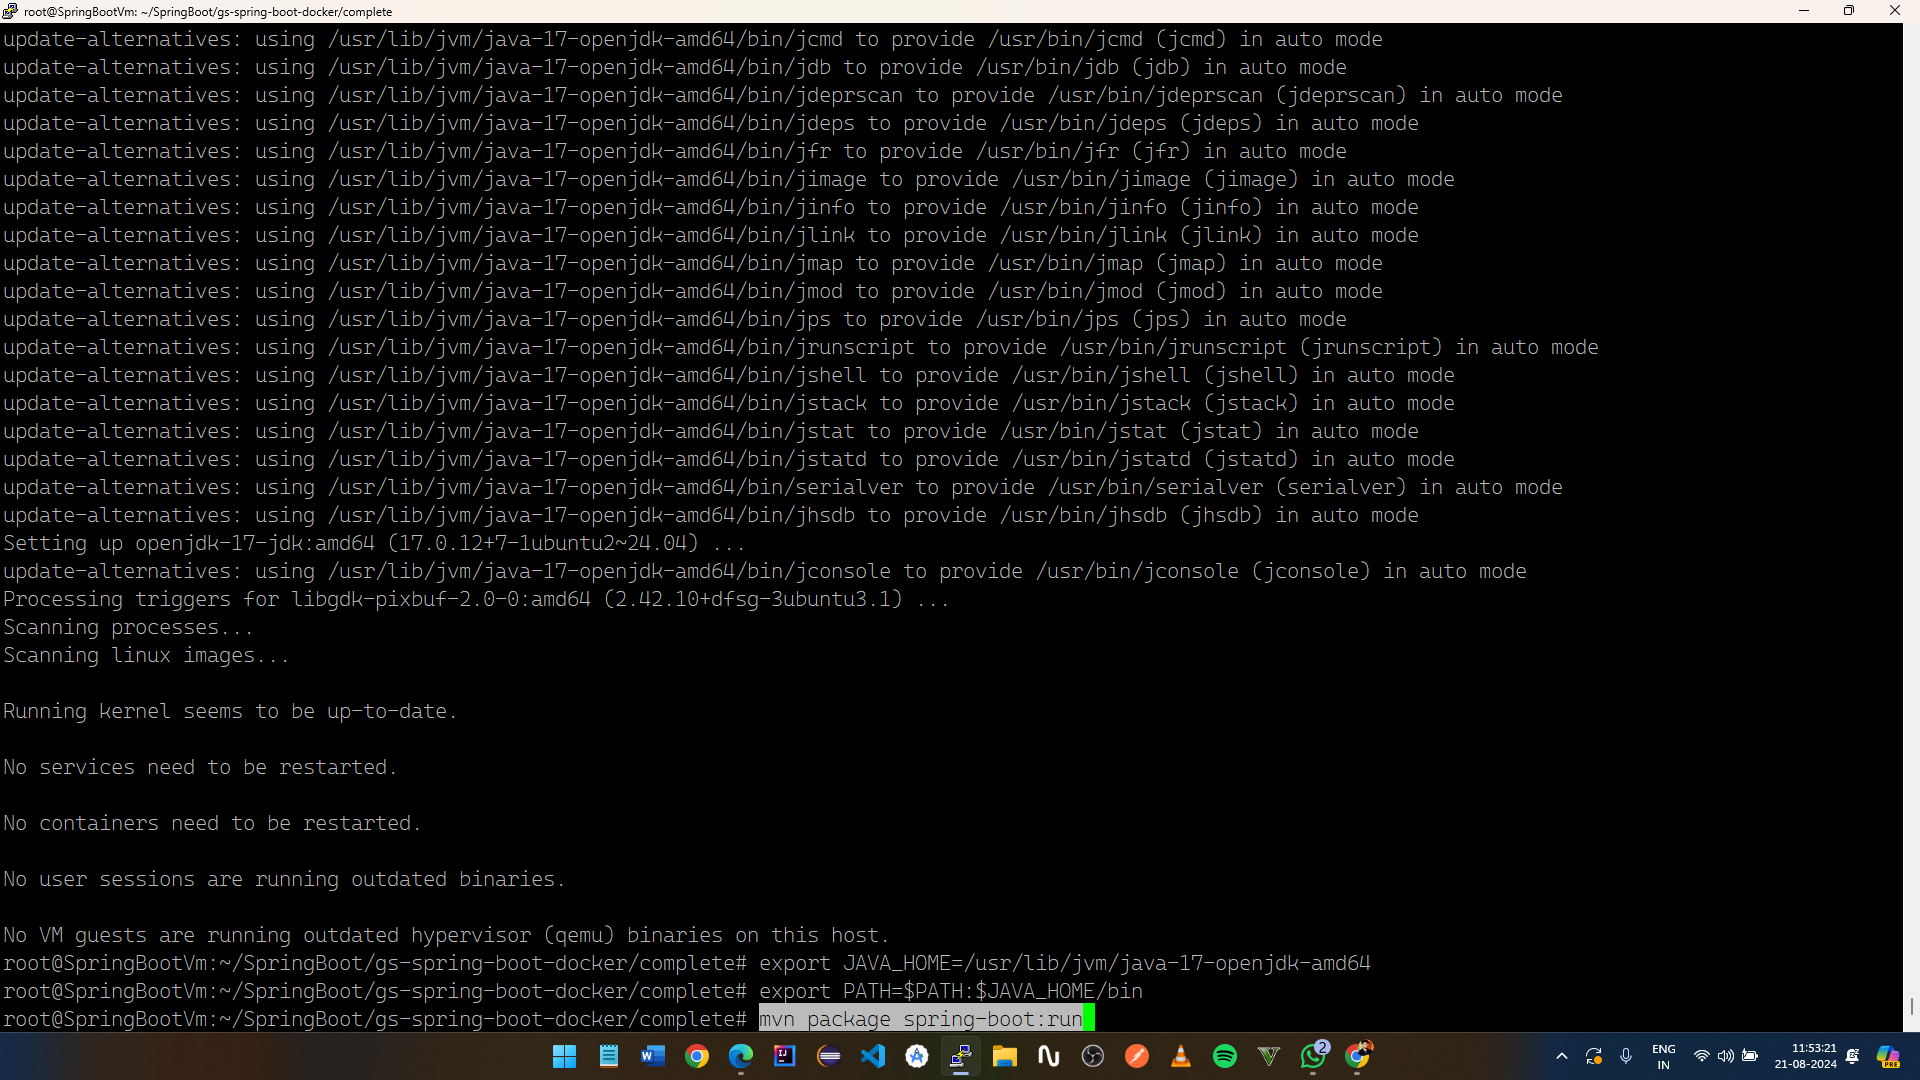 root@SpringBootVm: ~/SpringBoot/gs-spring-boot-docker/complete
update-alternatives: using /usr/lib/jvm/java-17-openjdk-amd64/bin/jcmd to provide /usr/bin/jcmd (jcmd) in auto mode
update-alternatives: using /usr/lib/jvm/java-17-openjdk-amd64/bin/jdb to provide /usr/bin/jdb (jdb) in auto mode
update-alternatives: using /usr/lib/jvm/java-17-openjdk-amd64/bin/jdeprscan to provide /usr/bin/jdeprscan (jdeprscan) in auto mode
update-alternatives: using /usr/lib/jvm/java-17-openjdk-amd64/bin/jdeps to provide /usr/bin/jdeps (jdeps) in auto mode
update-alternatives: using /usr/lib/jvm/java-17-openjdk-amd64/bin/jfr to provide /usr/bin/jfr (jfr) in auto mode
update-alternatives: using /usr/lib/jvm/java-17-openjdk-amd64/bin/jimage to provide /usr/bin/jimage (jimage) in auto mode
update-alternatives: using /usr/lib/jvm/java-17-openjdk-amd64/bin/jinfo to provide /usr/bin/jinfo (jinfo) in auto mode
update-alternatives: using /usr/lib/jvm/java-17-openjdk-amd64/bin/jlink to provide /usr/bin/jlink (jlink) in auto mode
update-alternatives: using /usr/lib/jvm/java-17-openjdk-amd64/bin/jmap to provide /usr/bin/jmap (jmap) in auto mode
update-alternatives: using /usr/lib/jvm/java-17-openjdk-amd64/bin/jmod to provide /usr/bin/jmod (jmod) in auto mode
update-alternatives: using /usr/lib/jvm/java-17-openjdk-amd64/bin/jps to provide /usr/bin/jps (jps) in auto mode
update-alternatives: using /usr/lib/jvm/java-17-openjdk-amd64/bin/jrunscript to provide /usr/bin/jrunscript (jrunscript) in auto mode
update-alternatives: using /usr/lib/jvm/java-17-openjdk-amd64/bin/jshell to provide /usr/bin/jshell (jshell) in auto mode
update-alternatives: using /usr/lib/jvm/java-17-openjdk-amd64/bin/jstack to provide /usr/bin/jstack (jstack) in auto mode
update-alternatives: using /usr/lib/jvm/java-17-openjdk-amd64/bin/jstat to provide /usr/bin/jstat (jstat) in auto mode
update-alternatives: using /usr/lib/jvm/java-17-openjdk-amd64/bin/jstatd to provide /usr/bin/jstatd (jstatd) in auto mode
update-alternatives: using /usr/lib/jvm/java-17-openjdk-amd64/bin/serialver to provide /usr/bin/serialver (serialver) in auto mode
update-alternatives: using /usr/lib/jvm/java-17-openjdk-amd64/bin/jhsdb to provide /usr/bin/jhsdb (jhsdb) in auto mode
Setting up openjdk-17-jdk:amd64 (17.0.12+7-1ubuntu2~24.04) ...
update-alternatives: using /usr/lib/jvm/java-17-openjdk-amd64/bin/jconsole to provide /usr/bin/jconsole (jconsole) in auto mode
Processing triggers for libgdk-pixbuf-2.0-0:amd64 (2.42.10+dfsg-3ubuntu3.1) ...
Scanning processes...
Scanning linux images...
Running kernel seems to be up-to-date.
No services need to be restarted.
No containers need to be restarted.
No user sessions are running outdated binaries.
No VM guests are running outdated hypervisor (qemu) binaries on this host.
root@SpringBootVm:~/SpringBoot/gs-spring-boot-docker/complete# export JAVA_HOME=/usr/lib/jvm/java-17-openjdk-amd64
root@SpringBootVm:~/SpringBoot/gs-spring-boot-docker/complete# export PATH=$PATH:$JAVA_HOME/bin
root@SpringBootVm:~/SpringBoot/gs-spring-boot-docker/complete# mvn package spring-boot:run
2
ENG
IN
11:53:21
21-08-2024
PRE